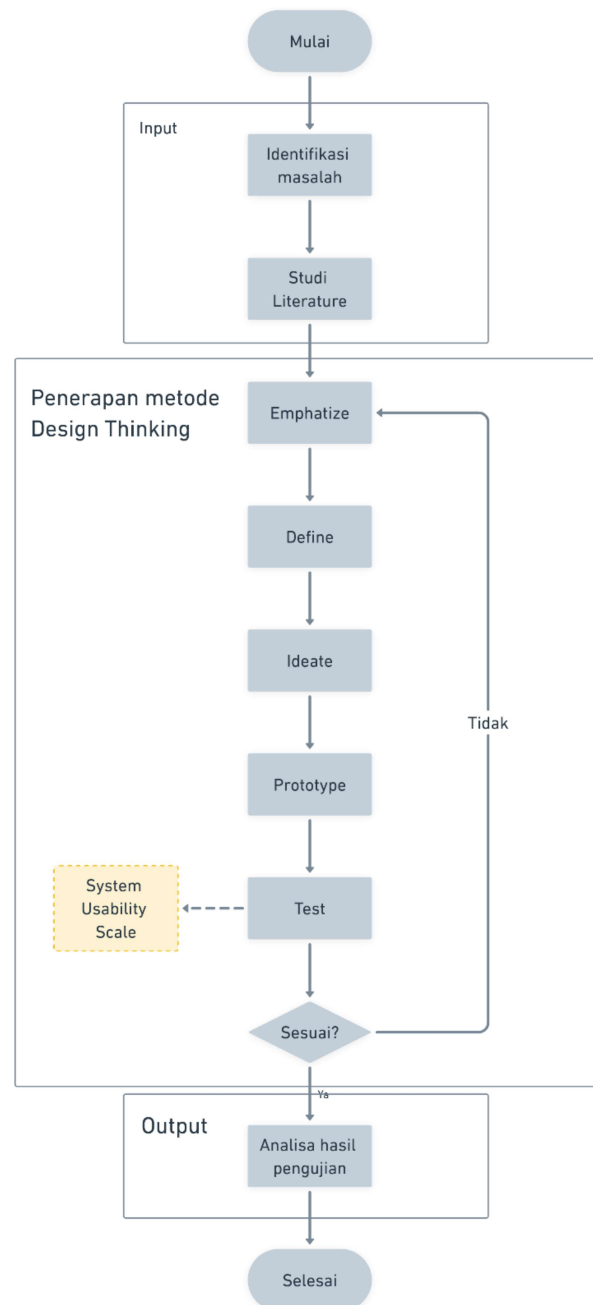 Mulai
Input
Identifikasi
masalah
Studi
Literature
Penerapan metode
Design Thinking
Emphatize
Define
Ideate
Tidak
Prototype
System
Usability
Scale
Test
Sesuai?
Ya
Output
Analisa hasil
pengujian
Selesai